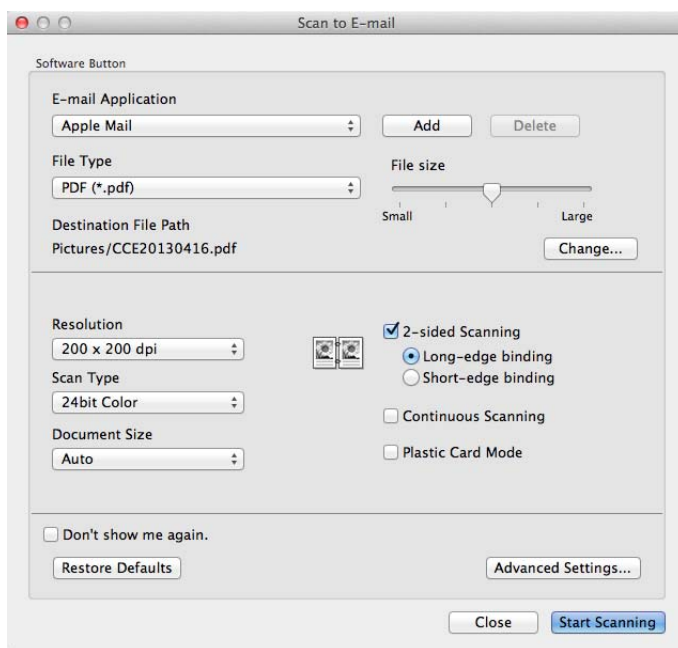 Scan to E-mail
Software Button
E-mail Application
Apple Mail
Add
Delete
File Type
PDF (*.pdf)
File size
Small
Large
Destination File Path
Pictures/CCE20130416.pdf
Change...
Resolution
200 x 200 dpi
2-sided Scanning
Long-edge binding
Short-edge binding
Scan Type
24bit Color
Continuous Scanning
Document Size
Auto
Plastic Card Mode
Don't show me again.
Restore Defaults
Advanced Settings...
Close
Start Scanning